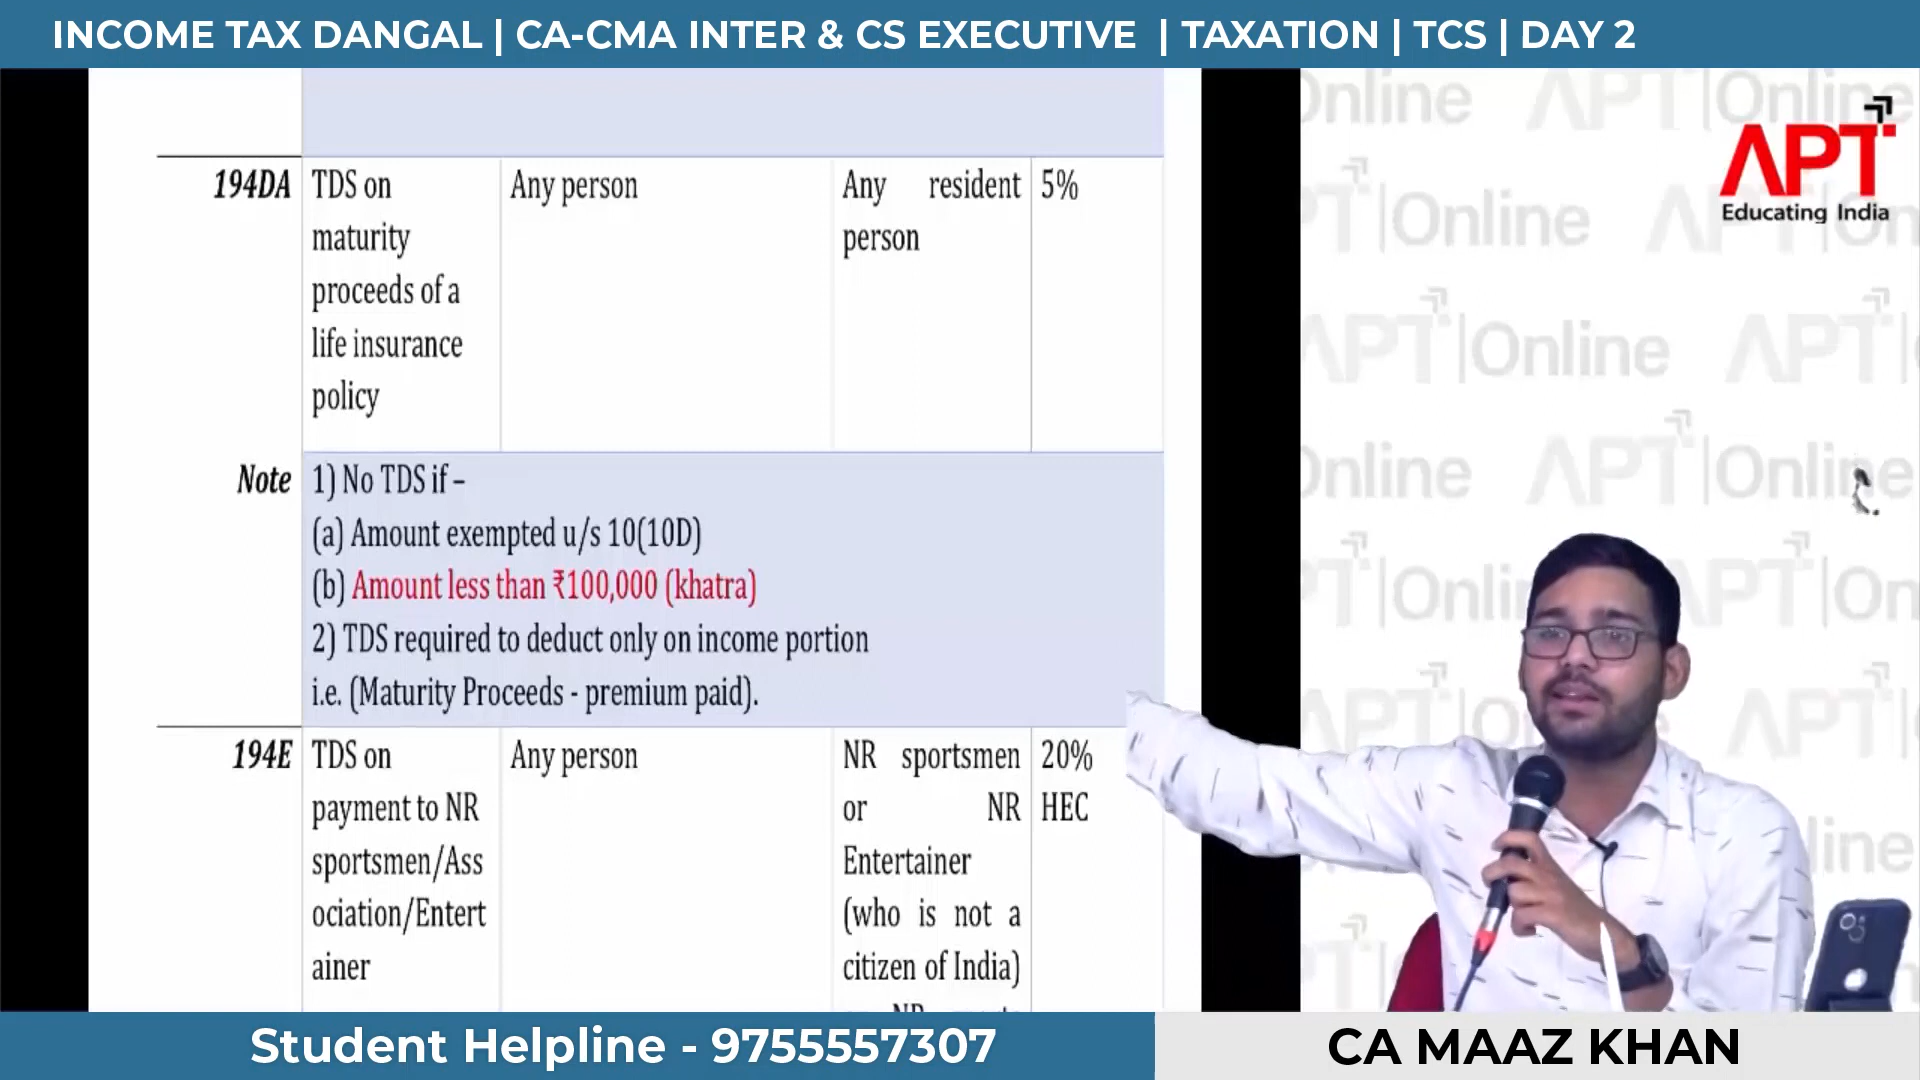 INCOME TAX DANGAL | CA-CMA INTER & CS EXECUTIVE | TAXATION | TCS | DAY 2
APT
Educating India
194DA TDS on Any person Any resident 5%
maturity person
proceeds of a
life insurance
policy
Note 1) No TDS if –
(a) Amount exempted u/s 10(10D)
(b) Amount less than ₹100,000 (khatra)
2) TDS required to deduct only on income portion
i.e. (Maturity Proceeds - premium paid).
194E TDS on Any person NR sportsmen 20%
payment to NR or NR HEC
sportsmen/Ass Entertainer
ociation/Entert (who is not a
ainer citizen of India)
APT|Online
Student Helpline - 9755557307
CA MAAZ KHAN